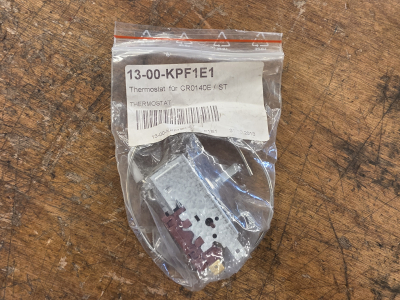 13-00-KPF1E1
Thermostat für CR0140E / ST
THERMOSTAT